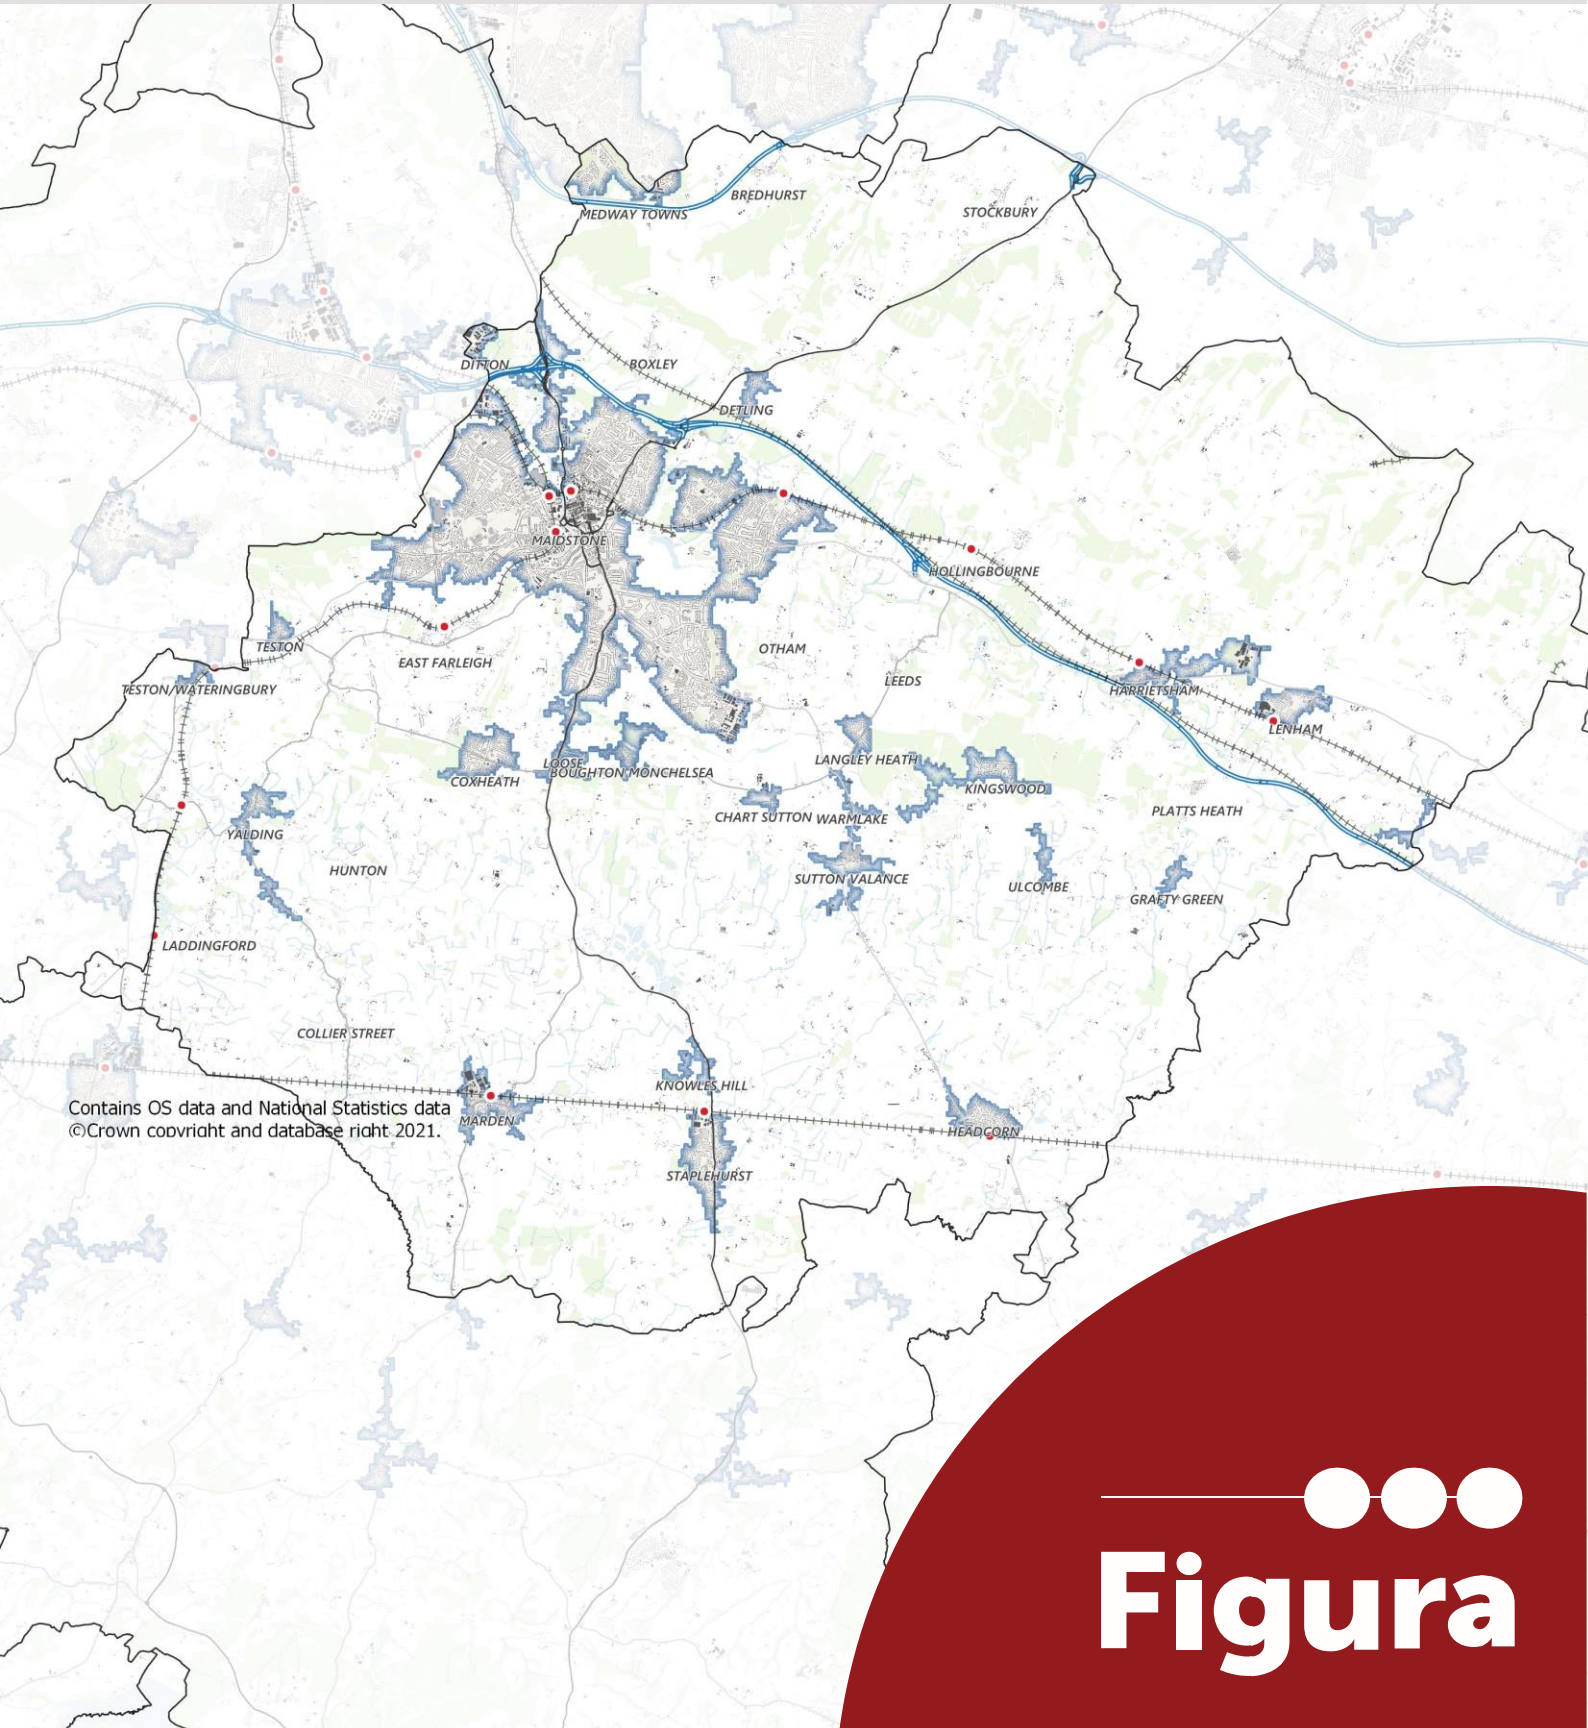 BREDHURST
STOCKBURY
MEDWAY TOWNS
DITTON
BOXLEY
DETLING
MAIDSTONE
HOLLINGBOURNE
TESTON
OTHAM
EAST FARLEIGH
LEEDS
TESTON/WATERINGBURY
HARRIETSHAM
LENHAM
LOOSE
LANGLEY HEATH
BOUGHTON MONCHELSEA
COXHEATH
KINGSWOOD
PLATTS HEATH
CHART SUTTON
WARMLAKE
YALDING
HUNTON
SUTTON VALANCE
ULCOMBE
GRAFTY GREEN
LADDINGFORD
COLLIER STREET
KNOWLES HILL
Contains OS data and National Statistics data
©Crown copyright and database right 2021.
MARDEN
HEADCORN
STAPLEHURST
Figura